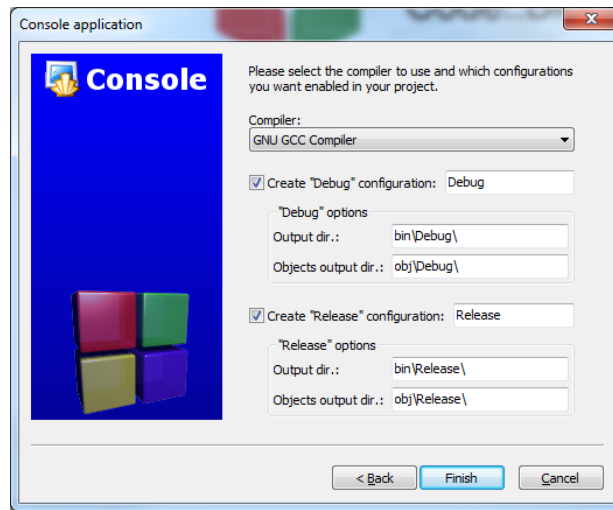 Console application
Console
Please select the compiler to use and which configurations
you want enabled in your project.
Compiler:
GNU GCC Compiler
Create "Debug" configuration: Debug
"Debug" options
Output dir.: bin\Debug\
Objects output dir.: obj\Debug\
Create "Release" configuration: Release
"Release" options
Output dir.: bin\Release\
Objects output dir.: obj\Release\
< Back Finish Cancel